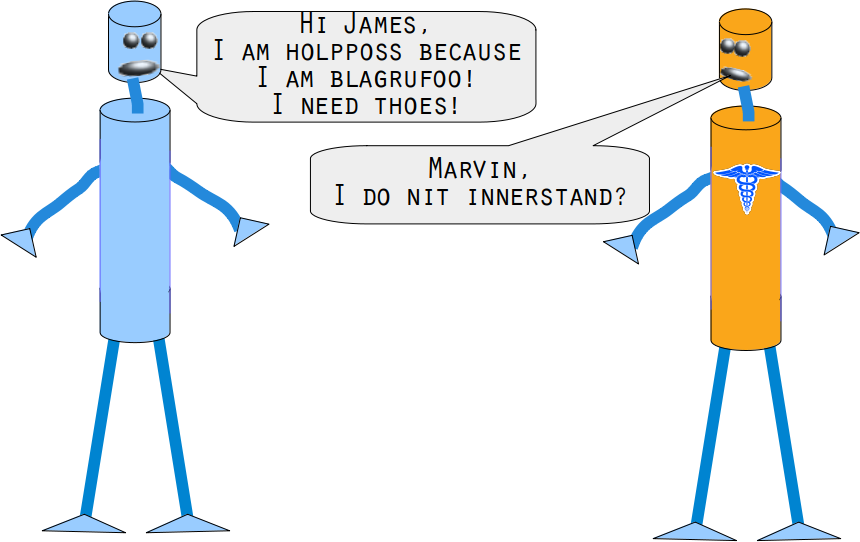 Hi James,
I am holpposs because
I am blagrufoo!
I need thoes!
Marvin,
I do nit innerstand?